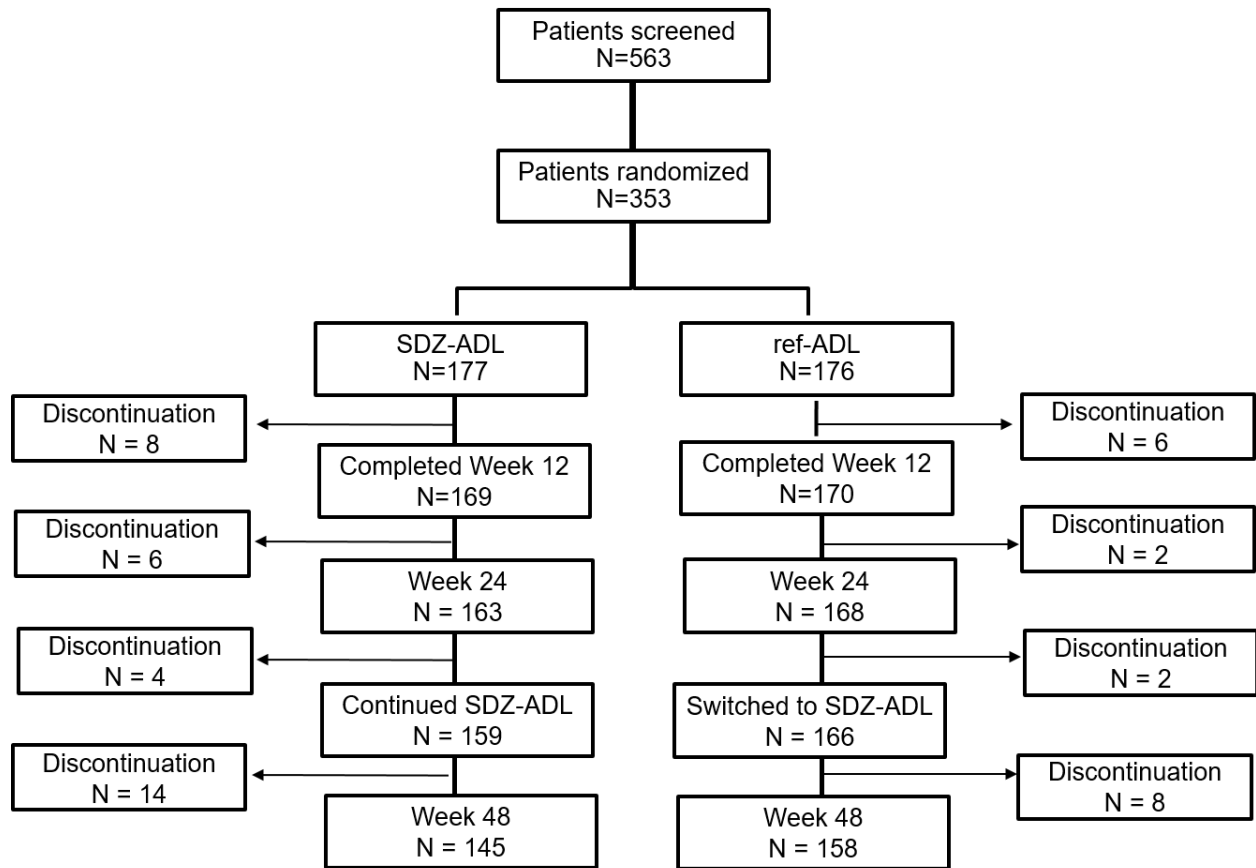 Patients screened
N=563
Patients randomized
N=353
SDZ-ADL
N=177
ref-ADL
N=176
Discontinuation
N = 8
Discontinuation
N = 6
Completed Week 12
N=169
Completed Week 12
N=170
Discontinuation
N = 6
Discontinuation
N = 2
Week 24
N = 163
Week 24
N = 168
Discontinuation
N = 4
Discontinuation
N = 2
Continued SDZ-ADL
N = 159
Switched to SDZ-ADL
N = 166
Discontinuation
N = 14
Discontinuation
N = 8
Week 48
N = 145
Week 48
N = 158